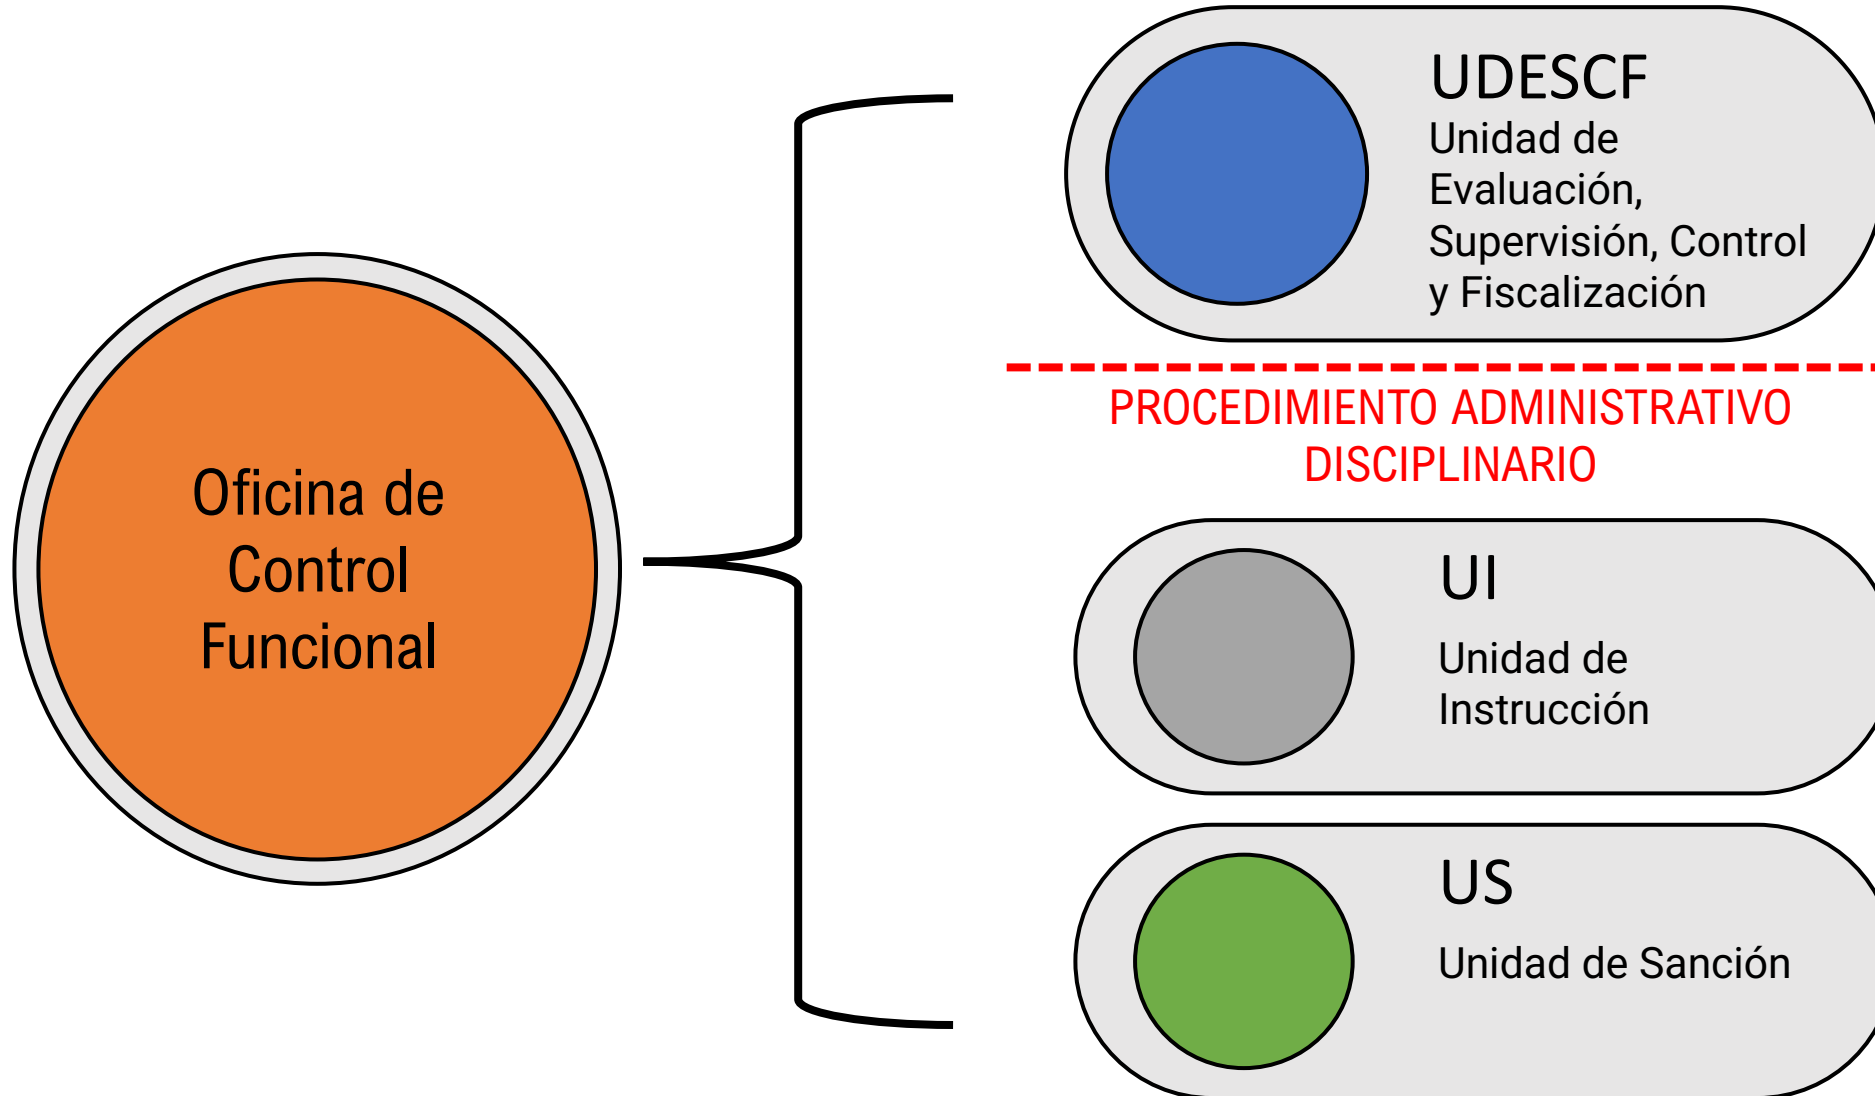 Oficina de
Control
Funcional
UDESCF
Unidad de
Evaluación,
Supervisión, Control
y Fiscalización
PROCEDIMIENTO ADMINISTRATIVO
DISCIPLINARIO
UI
Unidad de
Instrucción
US
Unidad de Sanción